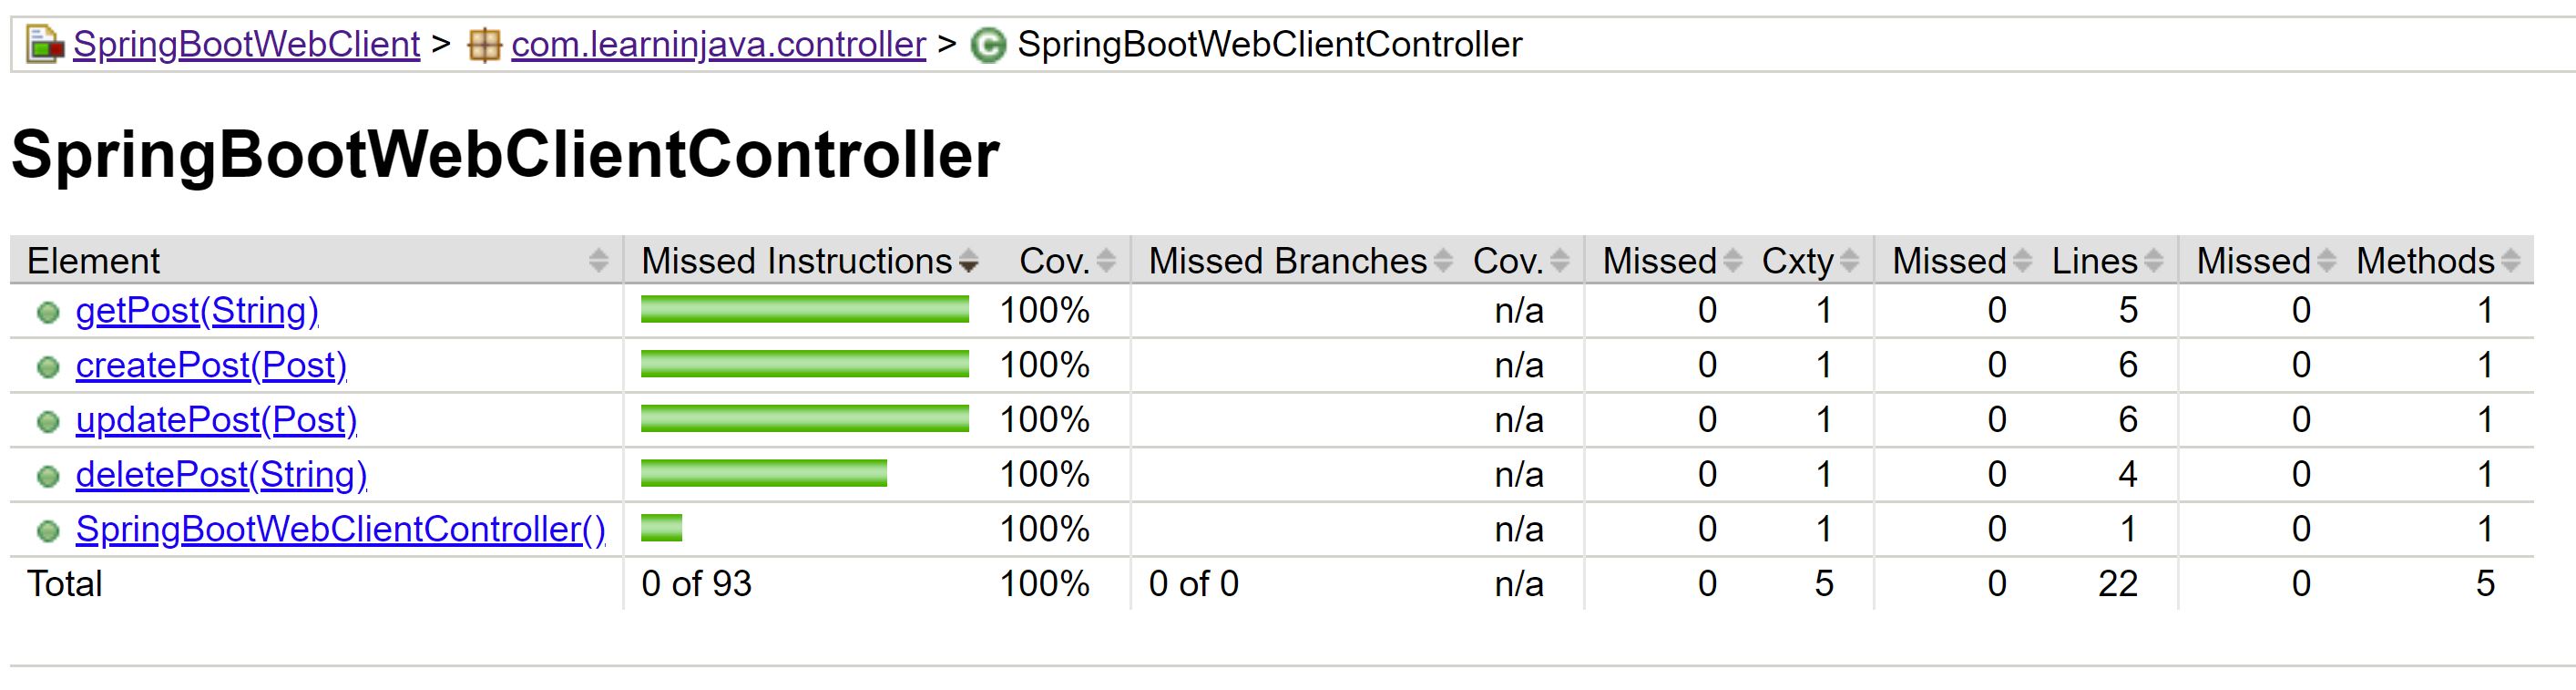 SpringBootWebClient > com.learninjava.controller > SpringBootWebClientController
SpringBootWebClientController
Element Missed Instructions Cov. Missed Branches Cov. Missed Cxty Missed Lines Missed Methods
getPost(String) 100% n/a 0 1 0 5 0 1
createPost(Post) 100% n/a 0 1 0 6 0 1
updatePost(Post) 100% n/a 0 1 0 6 0 1
deletePost(String) 100% n/a 0 1 0 4 0 1
SpringBootWebClientController() 100% n/a 0 1 0 1 0 1
Total 0 of 93 100% 0 of 0 n/a 0 5 0 22 0 5